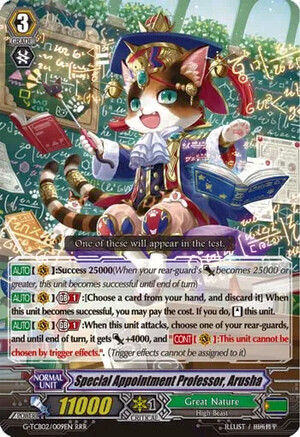 3
GRADE
One of these will appear in the test.
AUTO [ ]:Success 25000(When your rear-guard's becomes 25000 or
greater, this unit becomes successful until end of turn)
AUTO [ ] GB 1 :[Choose a card from your hand, and discard it] When
this unit becomes successful, you may pay the cost. If you do, this unit.
AUTO [ ] GB 1 :When this unit attacks, choose one of your rear-guards,
and until end of turn, it gets +4000, and "CONT [ ]:This unit cannot be
chosen by trigger effects.". (Trigger effects cannot be assigned to it)
NORMAL
UNIT
Special Appointment Professor, Arusha
11000
1
CRITICAL
Great Nature
High Beast
G-TCB02/009EN RRR
ILLUST